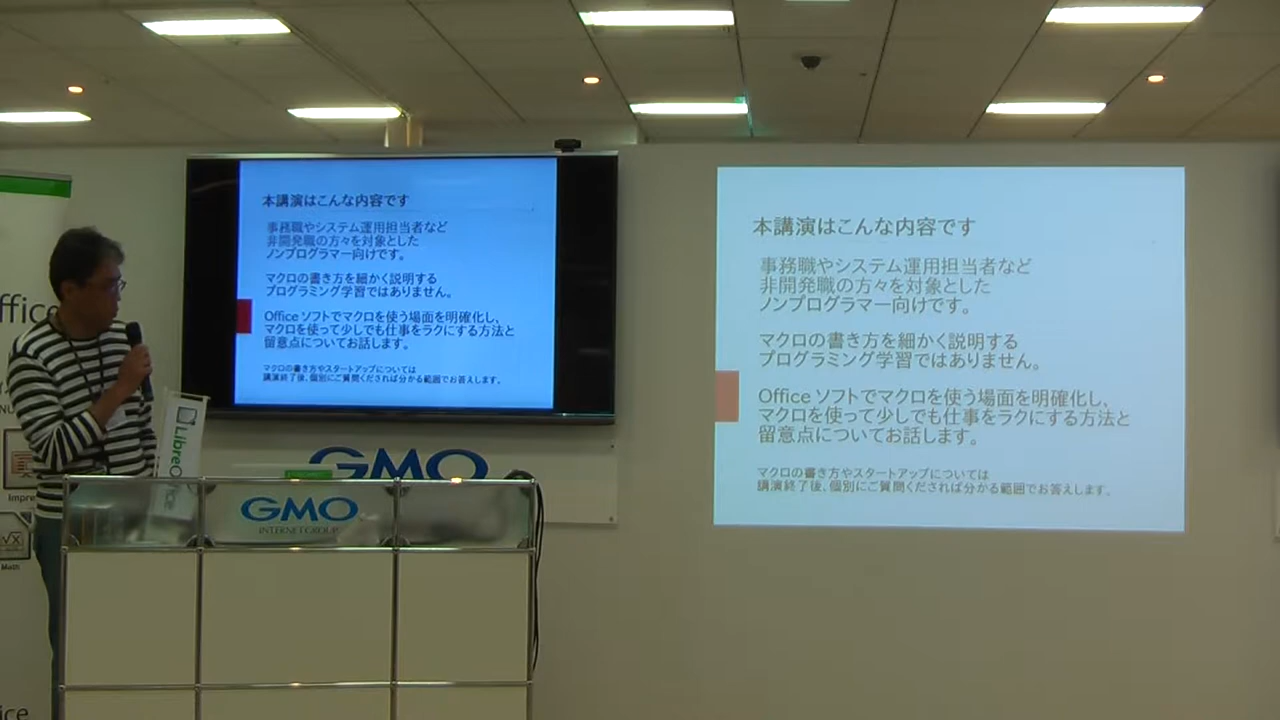 本講演はこんな内容です
事務職やシステム運用担当者など
非開発職の方々を対象とした
ノンプログラマー向けです。
マクロの書き方を細かく説明する
プログラミング学習ではありません。
Office ソフトでマクロを使う場面を明確化し、
マクロを使って少しでも仕事をラクにする方法と
留意点についてお話します。
マクロの書き方やスタートアップについては
講演終了後、個別にご質問くだされば分かる範囲でお答えします。
本講演はこんな内容です
事務職やシステム運用担当者など
非開発職の方々を対象とした
ノンプログラマー向けです。
マクロの書き方を細かく説明する
プログラミング学習ではありません。
Office ソフトでマクロを使う場面を明確化し、
マクロを使って少しでも仕事をラクにする方法と
留意点についてお話します。
マクロの書き方やスタートアップについては
講演終了後、個別にご質問くだされば分かる範囲でお答えします。
ffice
Impre
√x
Math
ice
LibreOffice
GMO
GMO
INTERNET GROUP